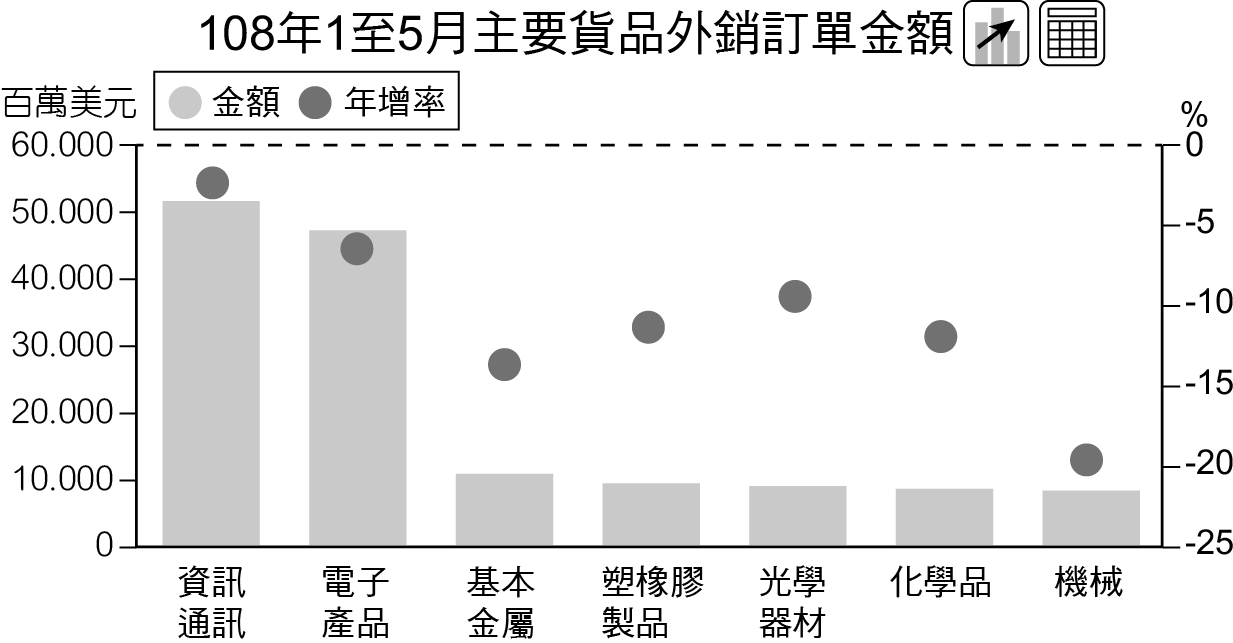 108年1至5月主要貨品外銷訂單金額
百萬美元
金額 年增率
%
60.000
50.000
40.000
30.000
20.000
10.000
0
0
-5
-10
-15
-20
-25
資訊
通訊
電子
產品
基本
金屬
塑橡膠
製品
光學
器材
化學品
機械